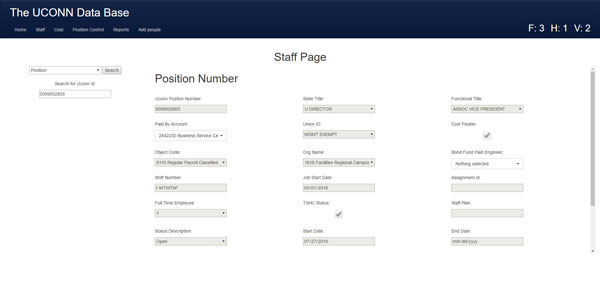 The UCONN Data Base
Home Staff Cost Position Control Reports Add people
F: 3 H: 1 V: 2
Staff Page
Position Search
Search for Uconn id:
0099002805
Position Number
Uconn Position Number: State Title: Functional Title:
0099002805 U DIRECTOR ASSOC VICE PRESIDENT
Paid By Account: Union ID: Cost Floater:
2842230 Business Service Ce MGMT EXEMPT
Object Code: Org Name: Bond Fund Paid Engineer:
5110 Regular Payroll Classified 1616 Facilities Regional Campus Nothing selected
Shift Number: Job Start Date: Assignment Id:
1 MTWTF 03/01/2016
Full Time Employee: TSHC Status: Staff Plan:
1
Status Description: Start Date: End Date:
Open 07/27/2016 mm/dd/yyyy